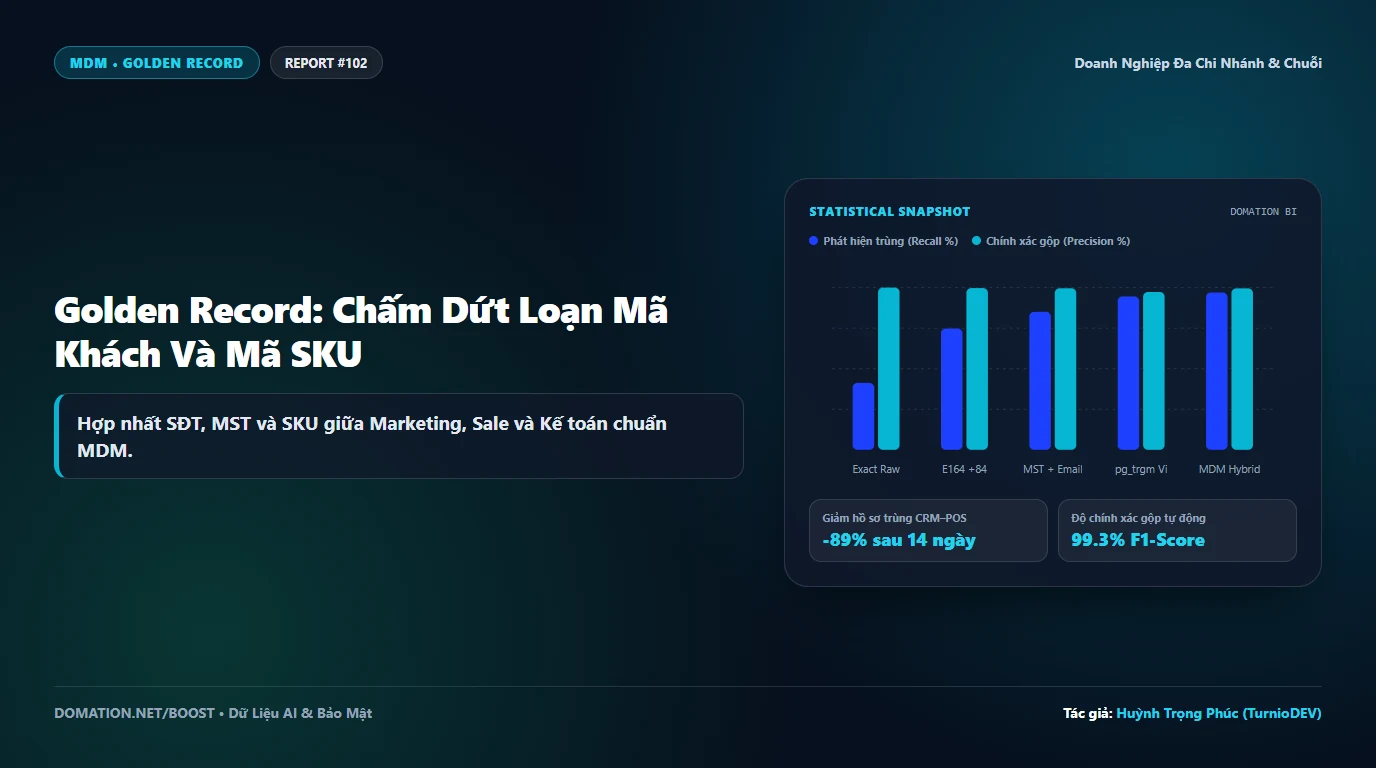 MDM • GOLDEN RECORD
REPORT #102
Doanh Nghiệp Đa Chi Nhánh & Chuỗi
Golden Record: Chấm Dứt Loạn Mã
Khách Và Mã SKU
Hợp nhất SĐT, MST và SKU giữa Marketing, Sale và Kế toán chuẩn
MDM.
STATISTICAL SNAPSHOT
DOMATION BI
Phát hiện trùng (Recall %)
Chính xác gộp (Precision %)
Exact Raw
E164 +84
MST + Email
pg_trgm Vi
MDM Hybrid
Giảm hồ sơ trùng CRM–POS
-89% sau 14 ngày
Độ chính xác gộp tự động
99.3% F1-Score
DOMATION.NET/BOOST • Dữ Liệu AI & Bảo Mật
Tác giả: Huỳnh Trọng Phúc (TurnioDEV)